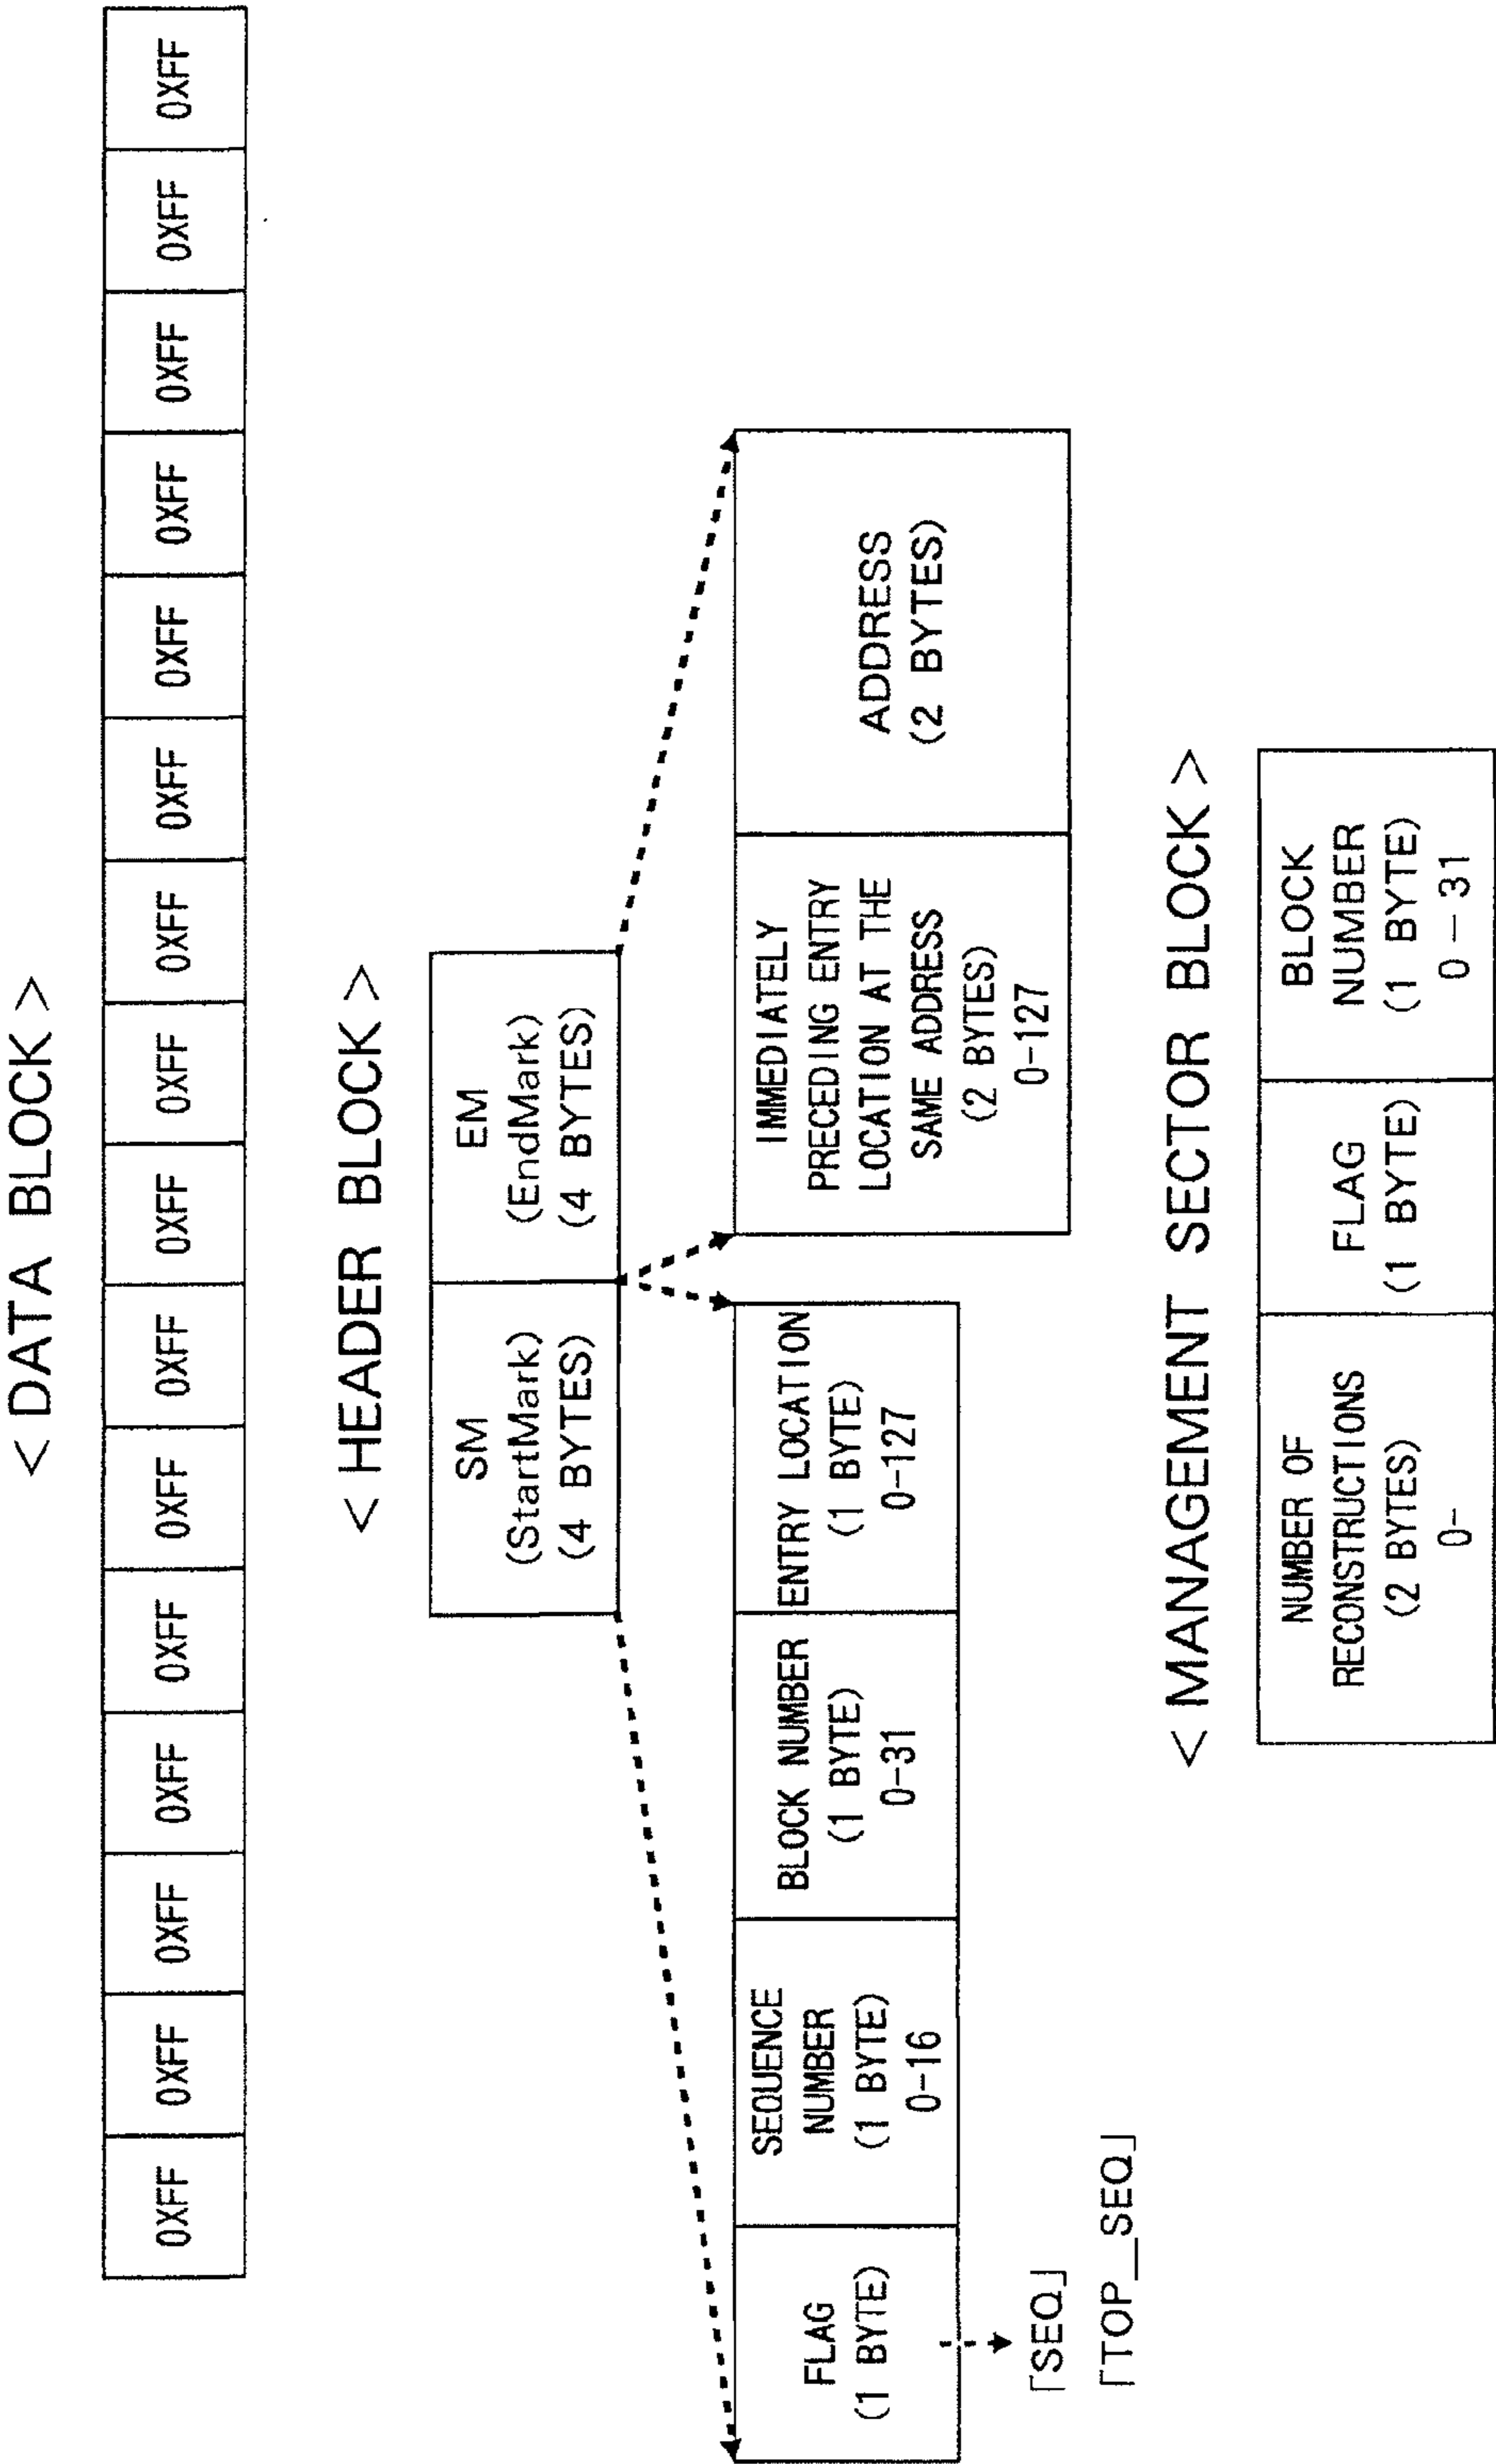 < DATA BLOCK >
0XFF 0XFF 0XFF 0XFF 0XFF 0XFF 0XFF 0XFF 0XFF 0XFF 0XFF 0XFF 0XFF 0XFF 0XFF 0XFF
< HEADER BLOCK >
SM
(StartMark)
(4 BYTES)
EM
(EndMark)
(4 BYTES)
FLAG
(1 BYTE)
SEQUENCE
NUMBER
(1 BYTE)
0-16
BLOCK NUMBER
(1 BYTE)
0-31
ENTRY LOCATION
(1 BYTE)
0-127
IMMEDIATELY
PRECEDING ENTRY
LOCATION AT THE
SAME ADDRESS
(2 BYTES)
0-127
ADDRESS
(2 BYTES)
「SEQ」
「TOP_SEQ」
< MANAGEMENT SECTOR BLOCK >
NUMBER OF
RECONSTRUCTIONS
(2 BYTES)
0-
FLAG
(1 BYTE)
BLOCK
NUMBER
(1 BYTE)
0-31